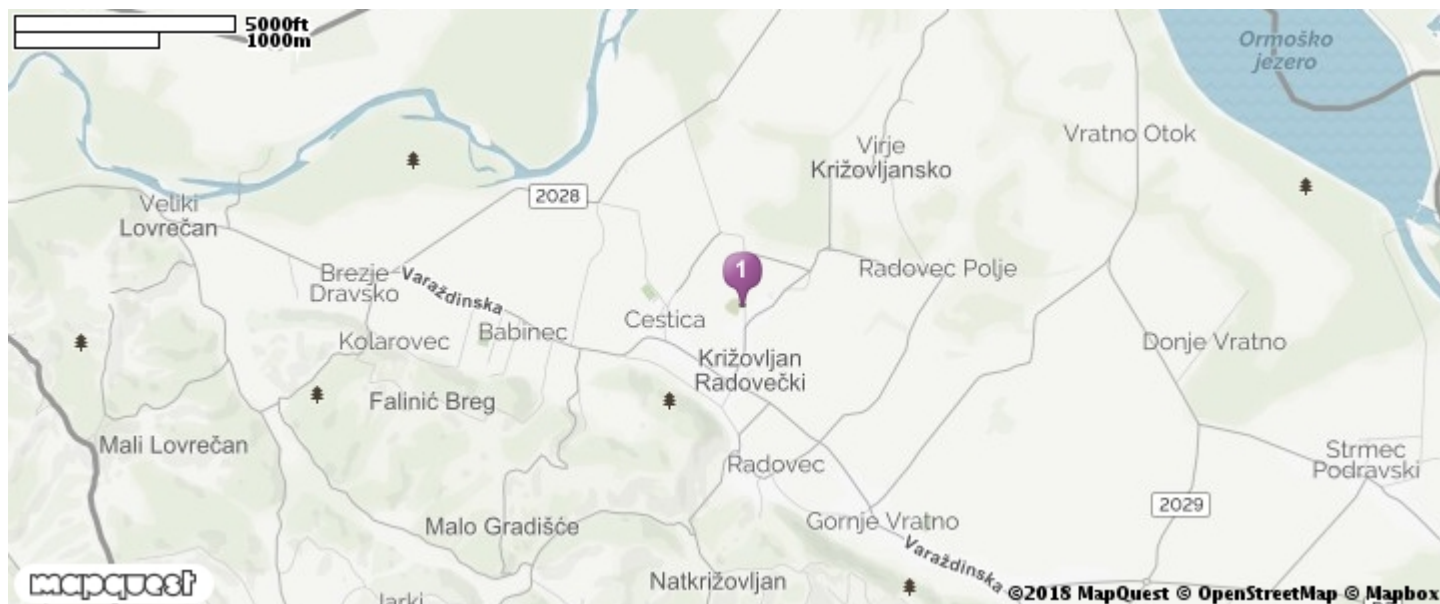 5000ft
1000m
Ormoško
jezero
Vratno Otok
Virje
Križovljansko
2028
Veliki
Lovrečan
Radovec Polje
1
Brezje
Dravsko
Varaždinska
Cestica
Babinec
Kolarovec
Donje Vratno
Križovljan
Radovečki
Falinić Breg
Mali Lovrečan
Radovec
Strmec
Podravski
2029
Malo Gradišće
Gornje Vratno
Varaždinska
Natkrižovljan
mapquest
©2018 MapQuest © OpenStreetMap © Mapbox